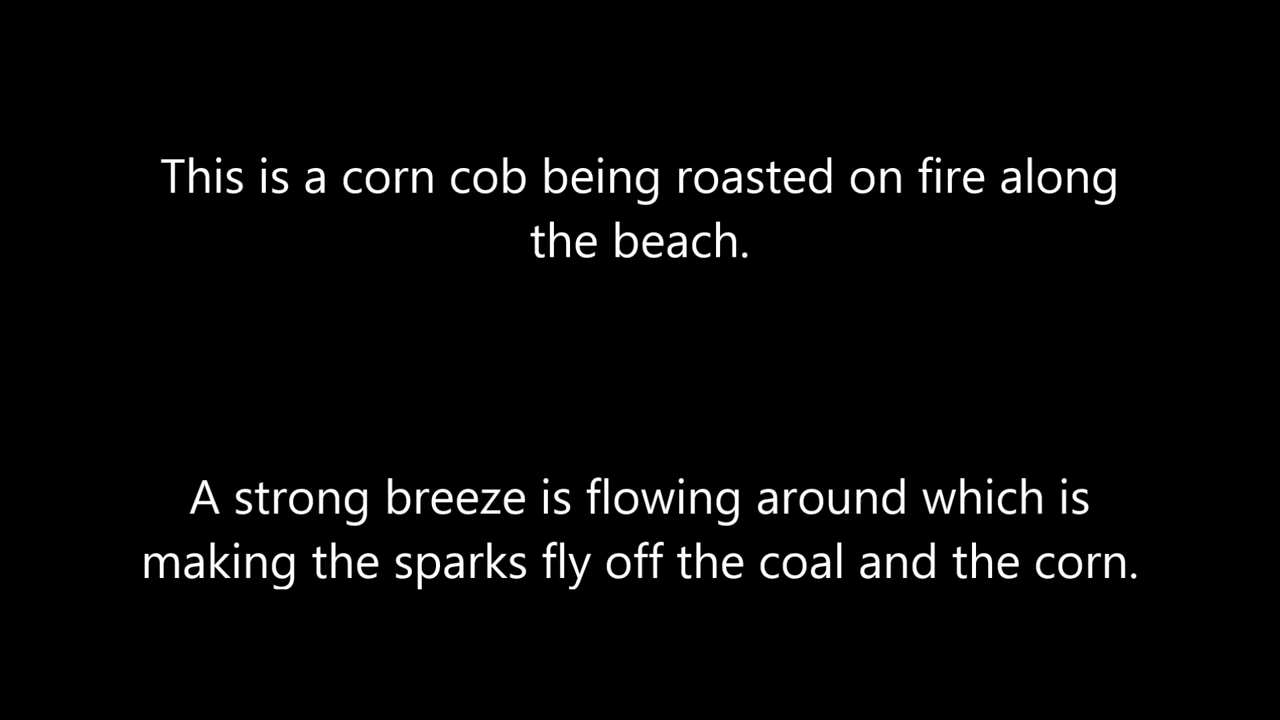 This is a corn cob being roasted on fire along
the beach.
A strong breeze is flowing around which is
making the sparks fly off the coal and the corn.